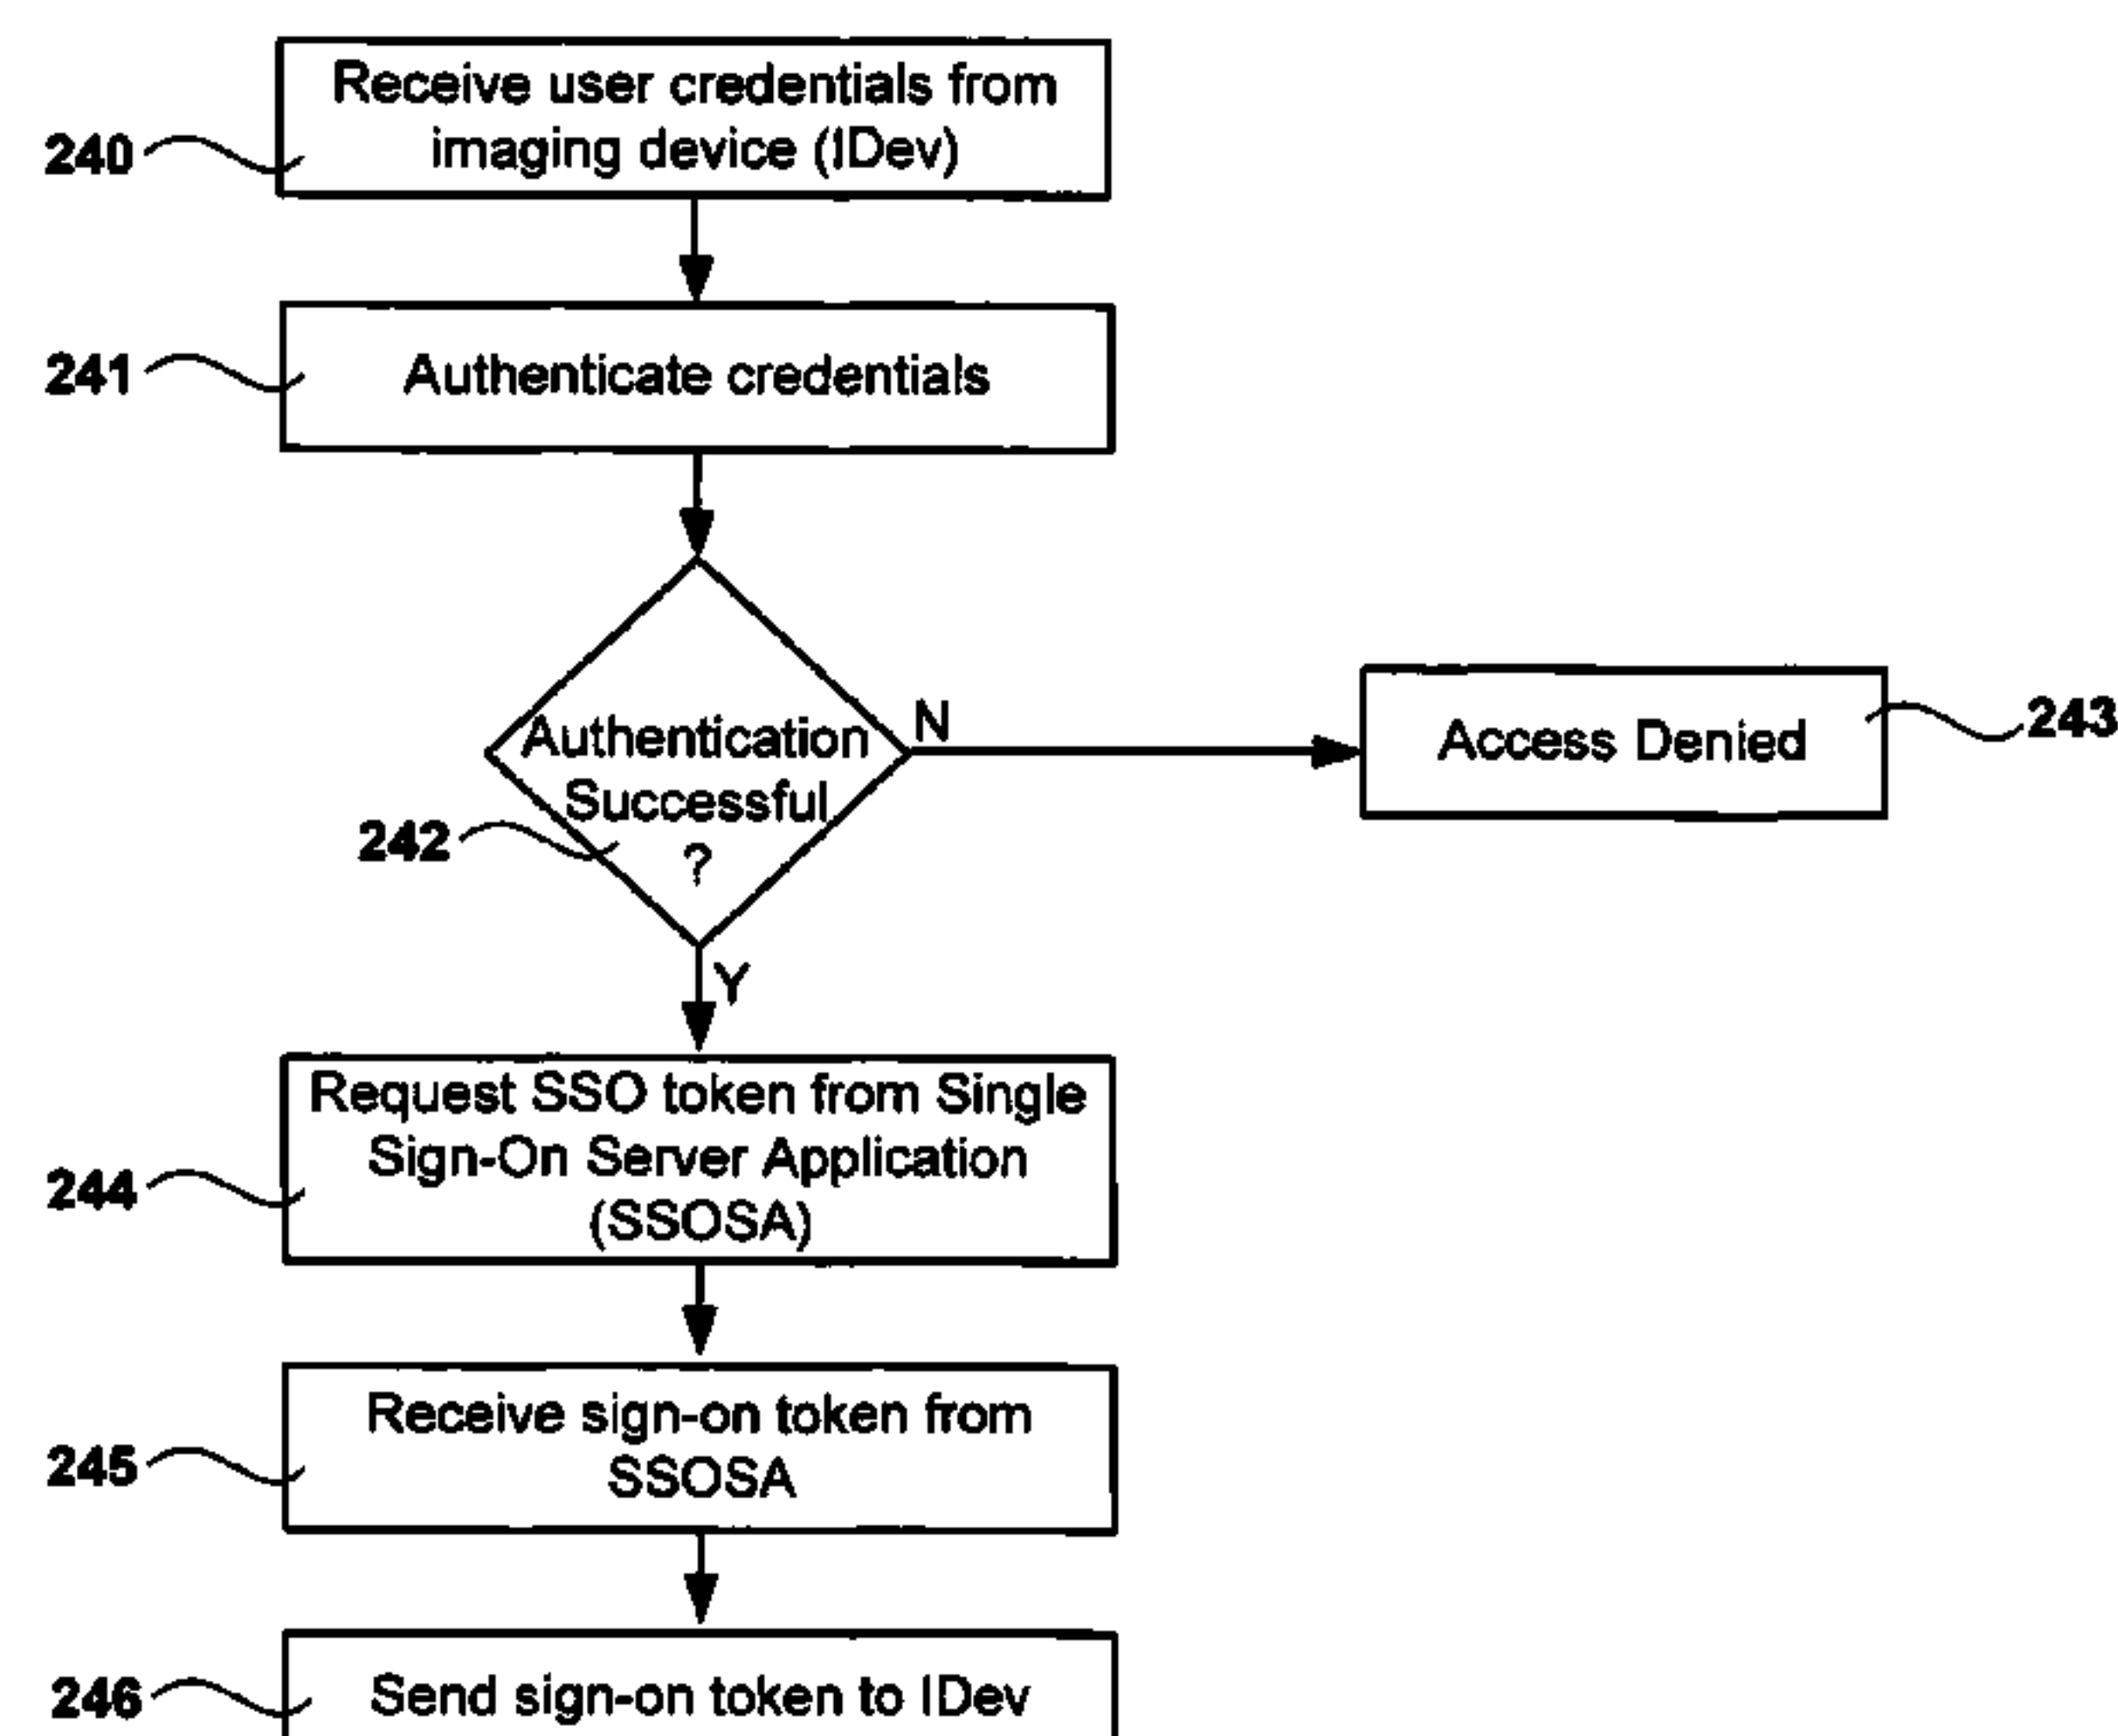 Receive user credentials from
imaging device (IDev)
240
241
Authenticate credentials
Authentication
Successful
?
242
N
Access Denied
243
Y
Request SSO token from Single
Sign-On Server Application
(SSOSA)
244
Receive sign-on token from
SSOSA
245
246
Send sign-on token to IDev